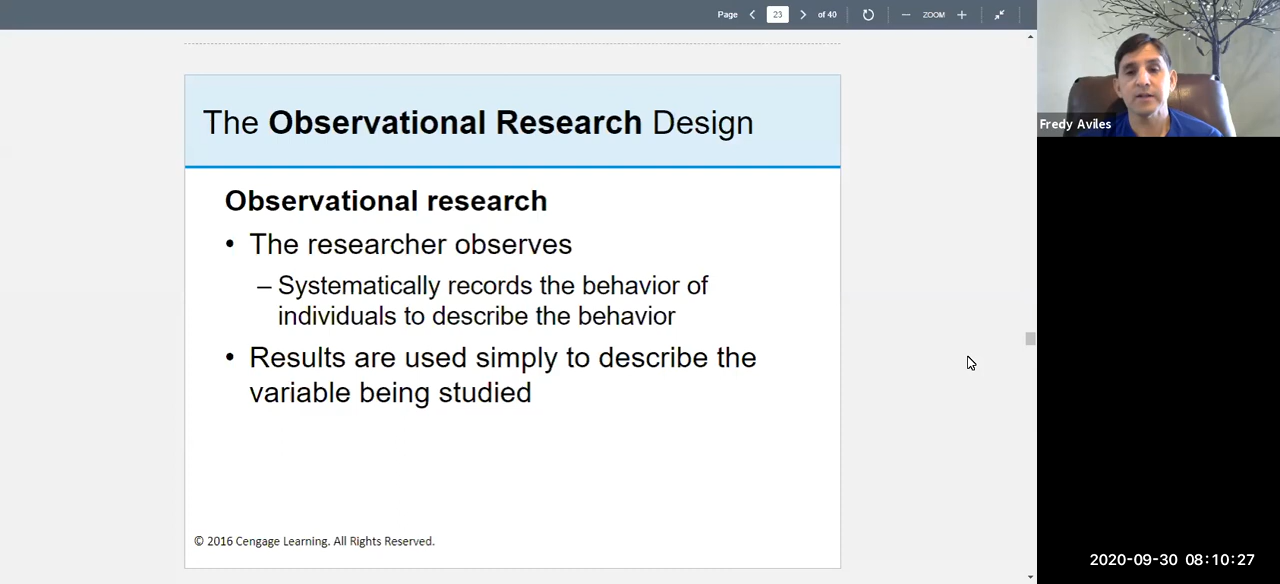 Page 23 of 40 ZOOM
The Observational Research Design
Observational research
• The researcher observes
– Systematically records the behavior of
individuals to describe the behavior
• Results are used simply to describe the
variable being studied
© 2016 Cengage Learning. All Rights Reserved.
Fredy Aviles
2020-09-30 08:10:27